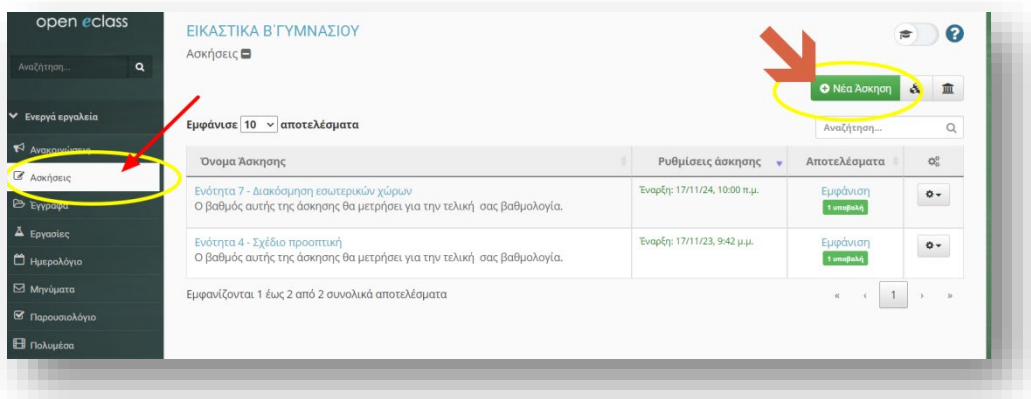 open eclass
Αναζήτηση...
Ενεργά εργαλεία
Ανακοινώσεις
Ασκήσεις
Έγγραφα
Εργασίες
Ημερολόγιο
Μηνύματα
Παρουσιολόγιο
Πολυμέσα
ΕΙΚΑΣΤΙΚΑ Β΄ΓΥΜΝΑΣΙΟΥ
Ασκήσεις
Νέα Άσκηση
Εμφάνισε 10 αποτελέσματα
Αναζήτηση...
Όνομα Άσκησης Ρυθμίσεις άσκησης Αποτελέσματα
Ενότητα 7 - Διακόσμηση εσωτερικών χώρων Έναρξη: 17/11/24, 10:00 π.μ. Εμφάνιση
Ο βαθμός αυτής της άσκησης θα μετρήσει για την τελική σας βαθμολογία. 1 υποβολή
Ενότητα 4 - Σχέδιο προοπτική Έναρξη: 17/11/23, 9:42 μ.μ. Εμφάνιση
Ο βαθμός αυτής της άσκησης θα μετρήσει για την τελική σας βαθμολογία. 1 υποβολή
Εμφανίζονται 1 έως 2 από 2 συνολικά αποτελέσματα « ‹ 1 › »